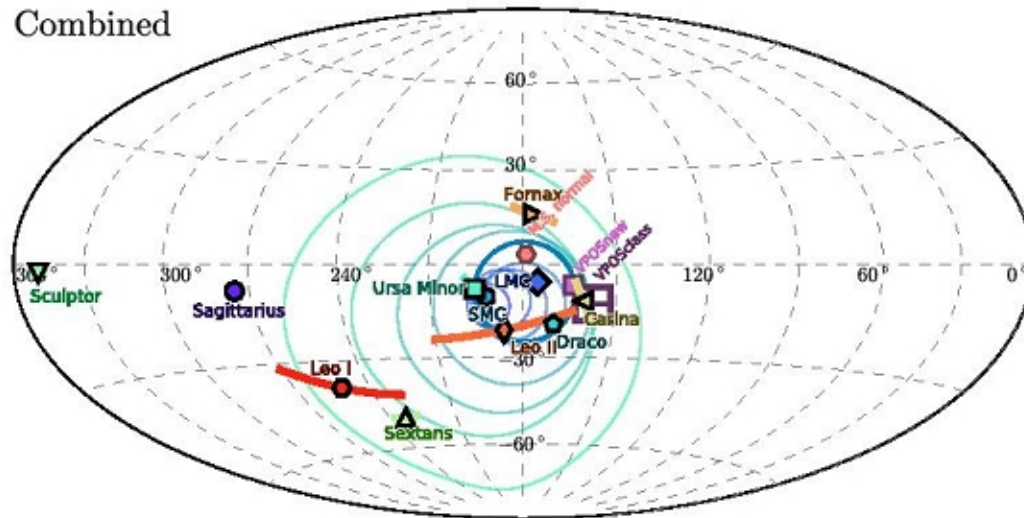 Combined
60°
30°
Fornax
M.S. normal
VPOSnew
VPOSclass
300°
240°
120°
60°
0°
Sculptor
Sagittarius
Ursa Minor
LMC
SMC
Carina
Draco
Leo II
-30°
Leo I
Sextans
-60°